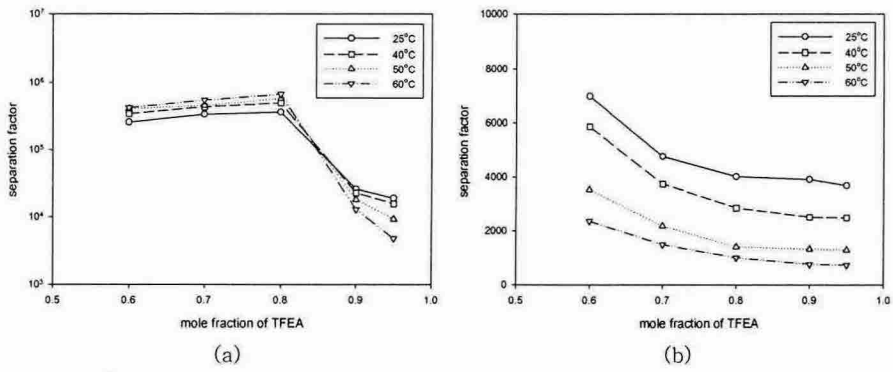 10⁷
10⁶
10⁵
10⁴
10³
separation factor
25°C
40°C
50°C
60°C
0.5 0.6 0.7 0.8 0.9 1.0
mole fraction of TFEA
(a)
10000
8000
6000
4000
2000
0
separation factor
25°C
40°C
50°C
60°C
0.5 0.6 0.7 0.8 0.9 1.0
mole fraction of TFEA
(b)